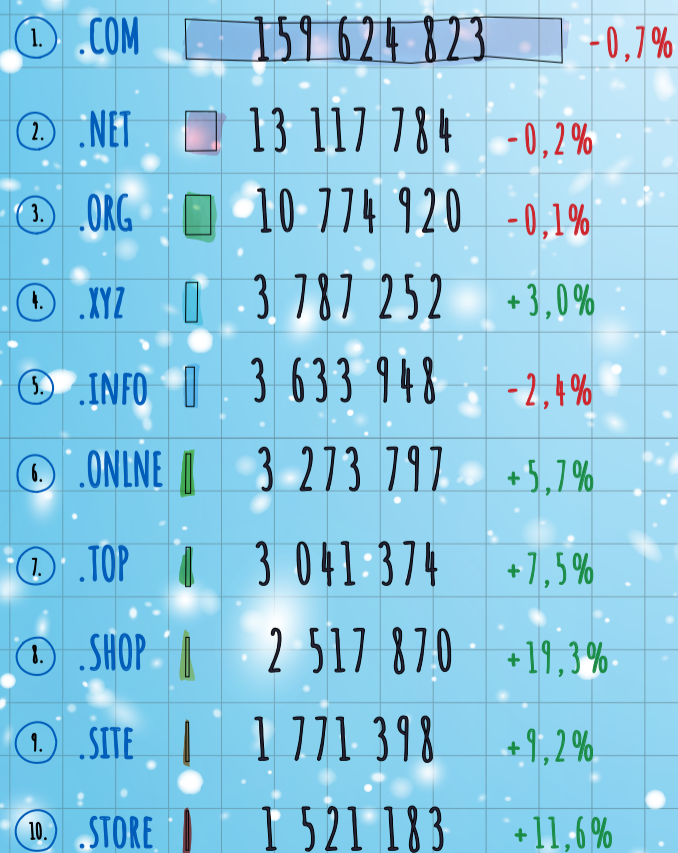 1. .COM 159 624 823 -0,7%
2. .NET 13 117 784 -0,2%
3. .ORG 10 774 920 -0,1%
4. .XYZ 3 787 252 +3,0%
5. .INFO 3 633 948 -2,4%
6. .ONLNE 3 273 797 +5,7%
7. .TOP 3 041 374 +7,5%
8. .SHOP 2 517 870 +19,3%
9. .SITE 1 771 398 +9,2%
10. .STORE 1 521 183 +11,6%